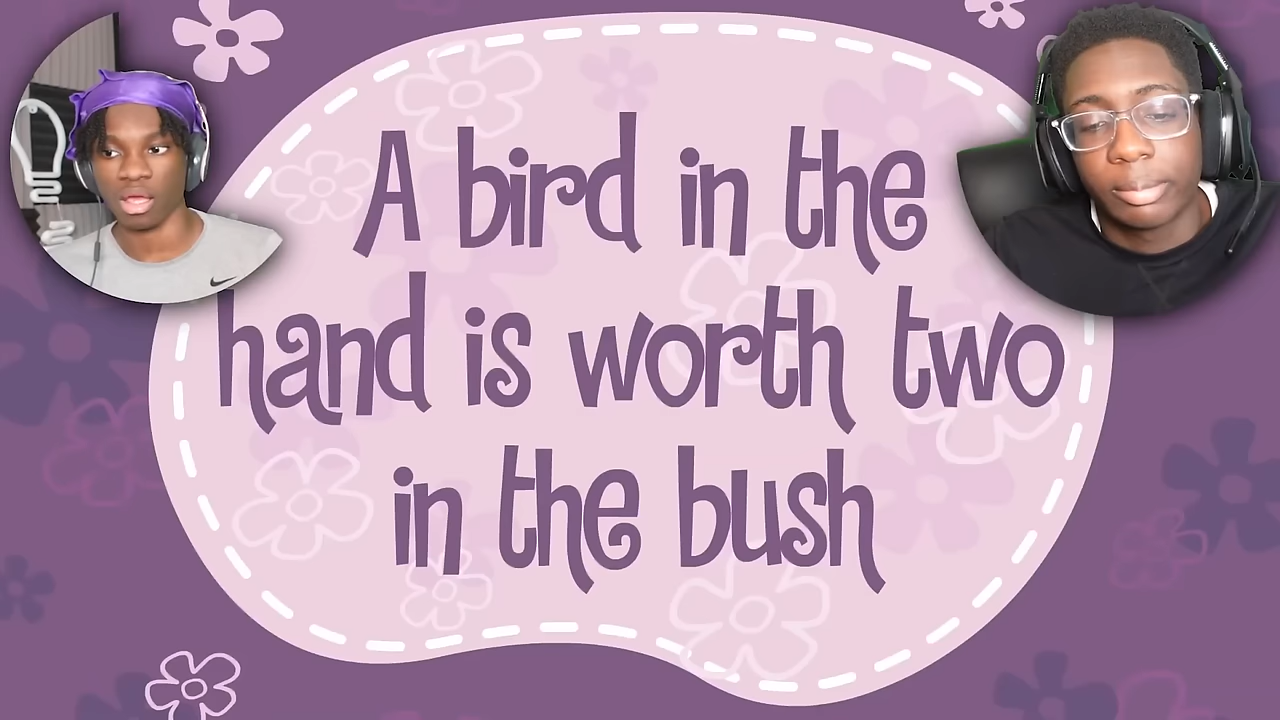 A bird in the
hand is worth two
in the bush